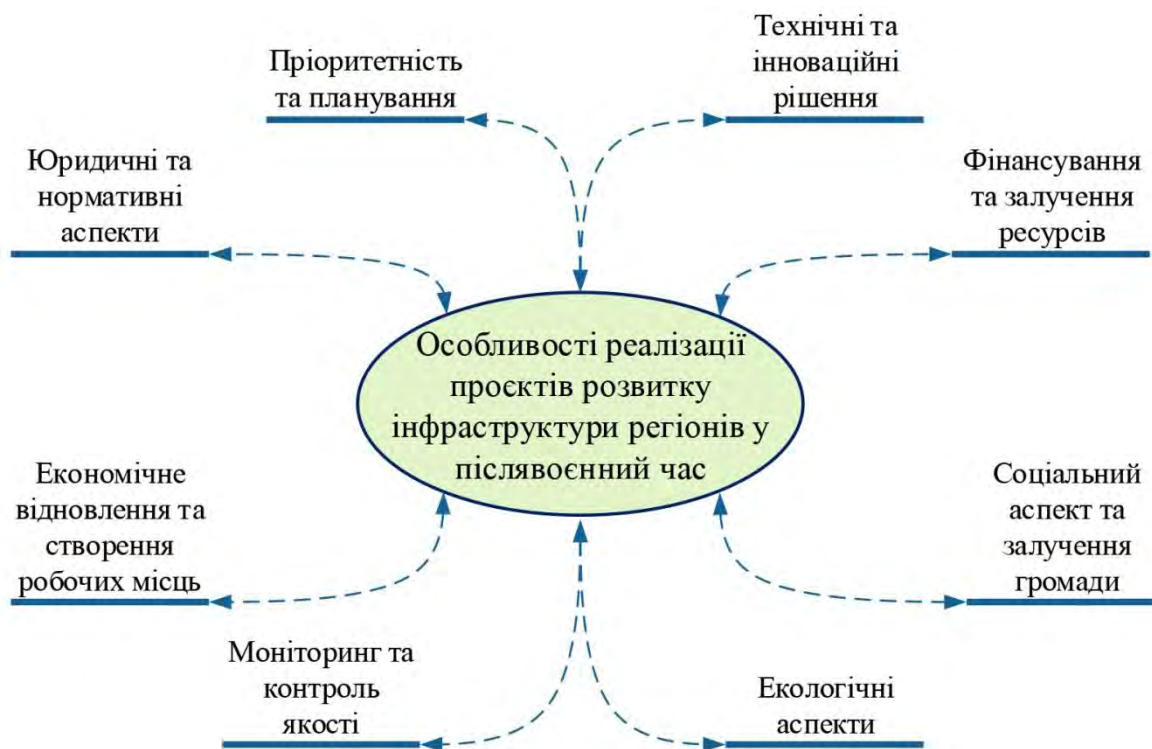 Пріоритетність
та планування
Технічні та
інноваційні
рішення
Юридичні та
нормативні
аспекти
Фінансування
та залучення
ресурсів
Особливості реалізації
проєктів розвитку
інфраструктури регіонів у
післявоєнний час
Економічне
відновлення та
створення
робочих місць
Соціальний
аспект та
залучення
громади
Моніторинг та
контроль
якості
Екологічні
аспекти